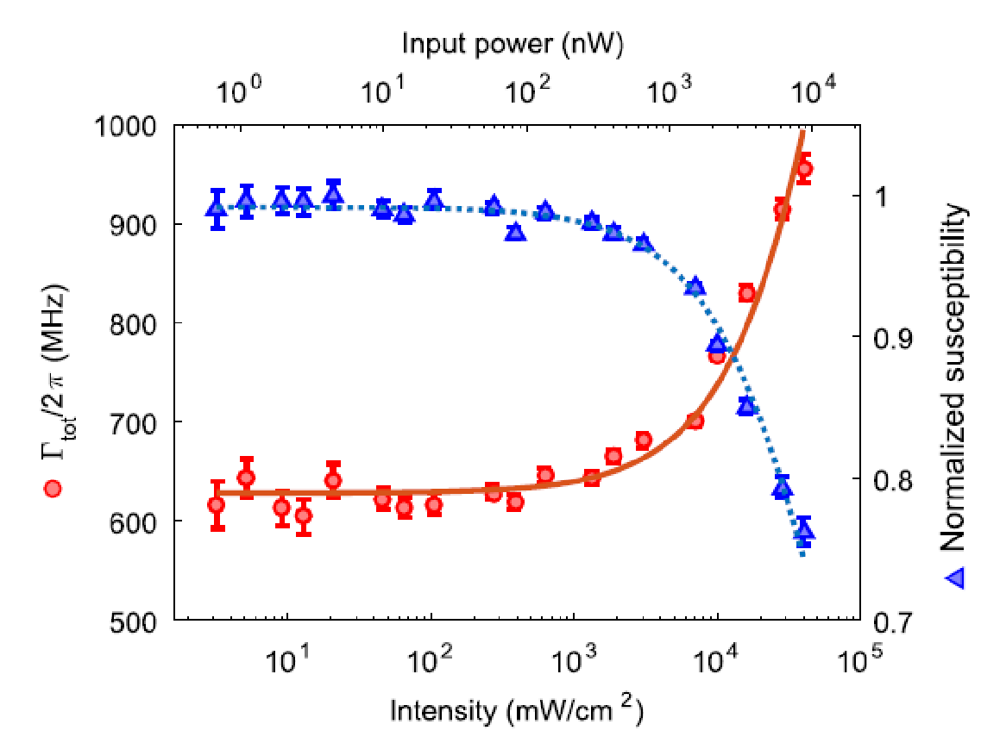 Input power (nW)
10^0 10^1 10^2 10^3 10^4
1000
900
800
700
600
500
1
0.9
0.8
0.7
Γtot/2π (MHz)
Normalized susceptibility
10^1 10^2 10^3 10^4 10^5
Intensity (mW/cm^2)